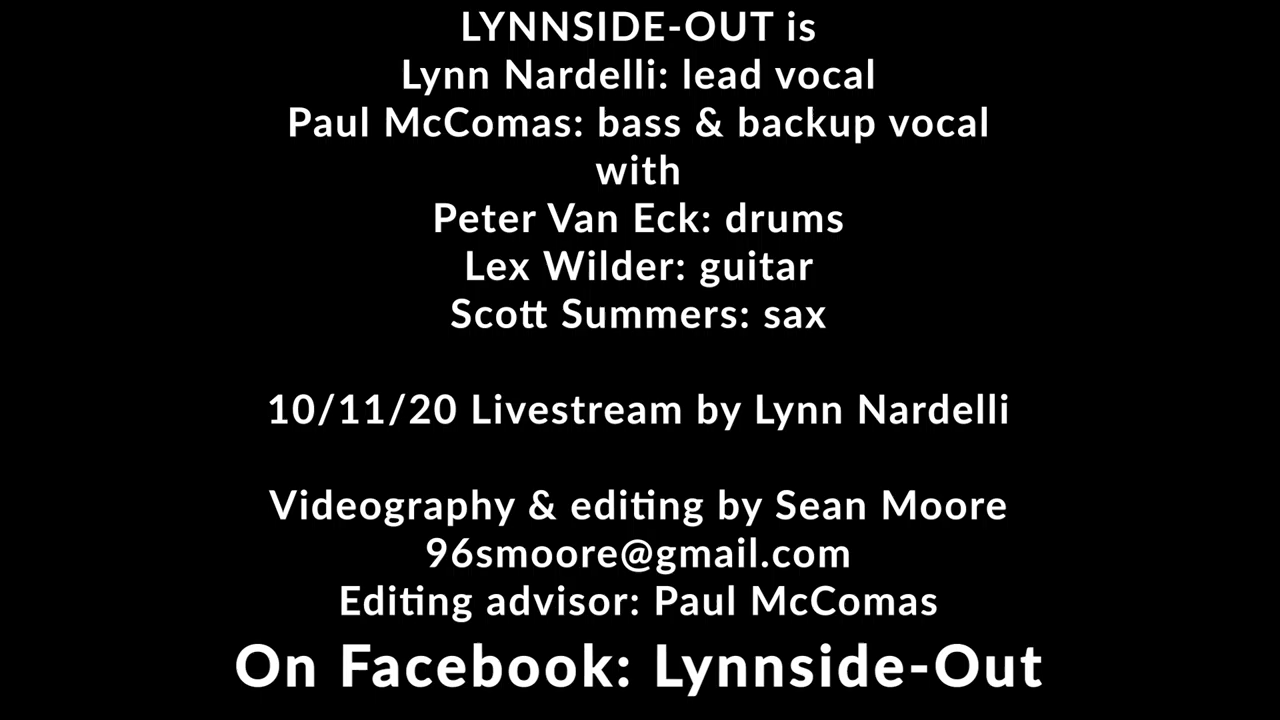 LYNNSIDE-OUT is
Lynn Nardelli: lead vocal
Paul McComas: bass & backup vocal
with
Peter Van Eck: drums
Lex Wilder: guitar
Scott Summers: sax
10/11/20 Livestream by Lynn Nardelli
Videography & editing by Sean Moore
96smoore@gmail.com
Editing advisor: Paul McComas
On Facebook: Lynnside-Out